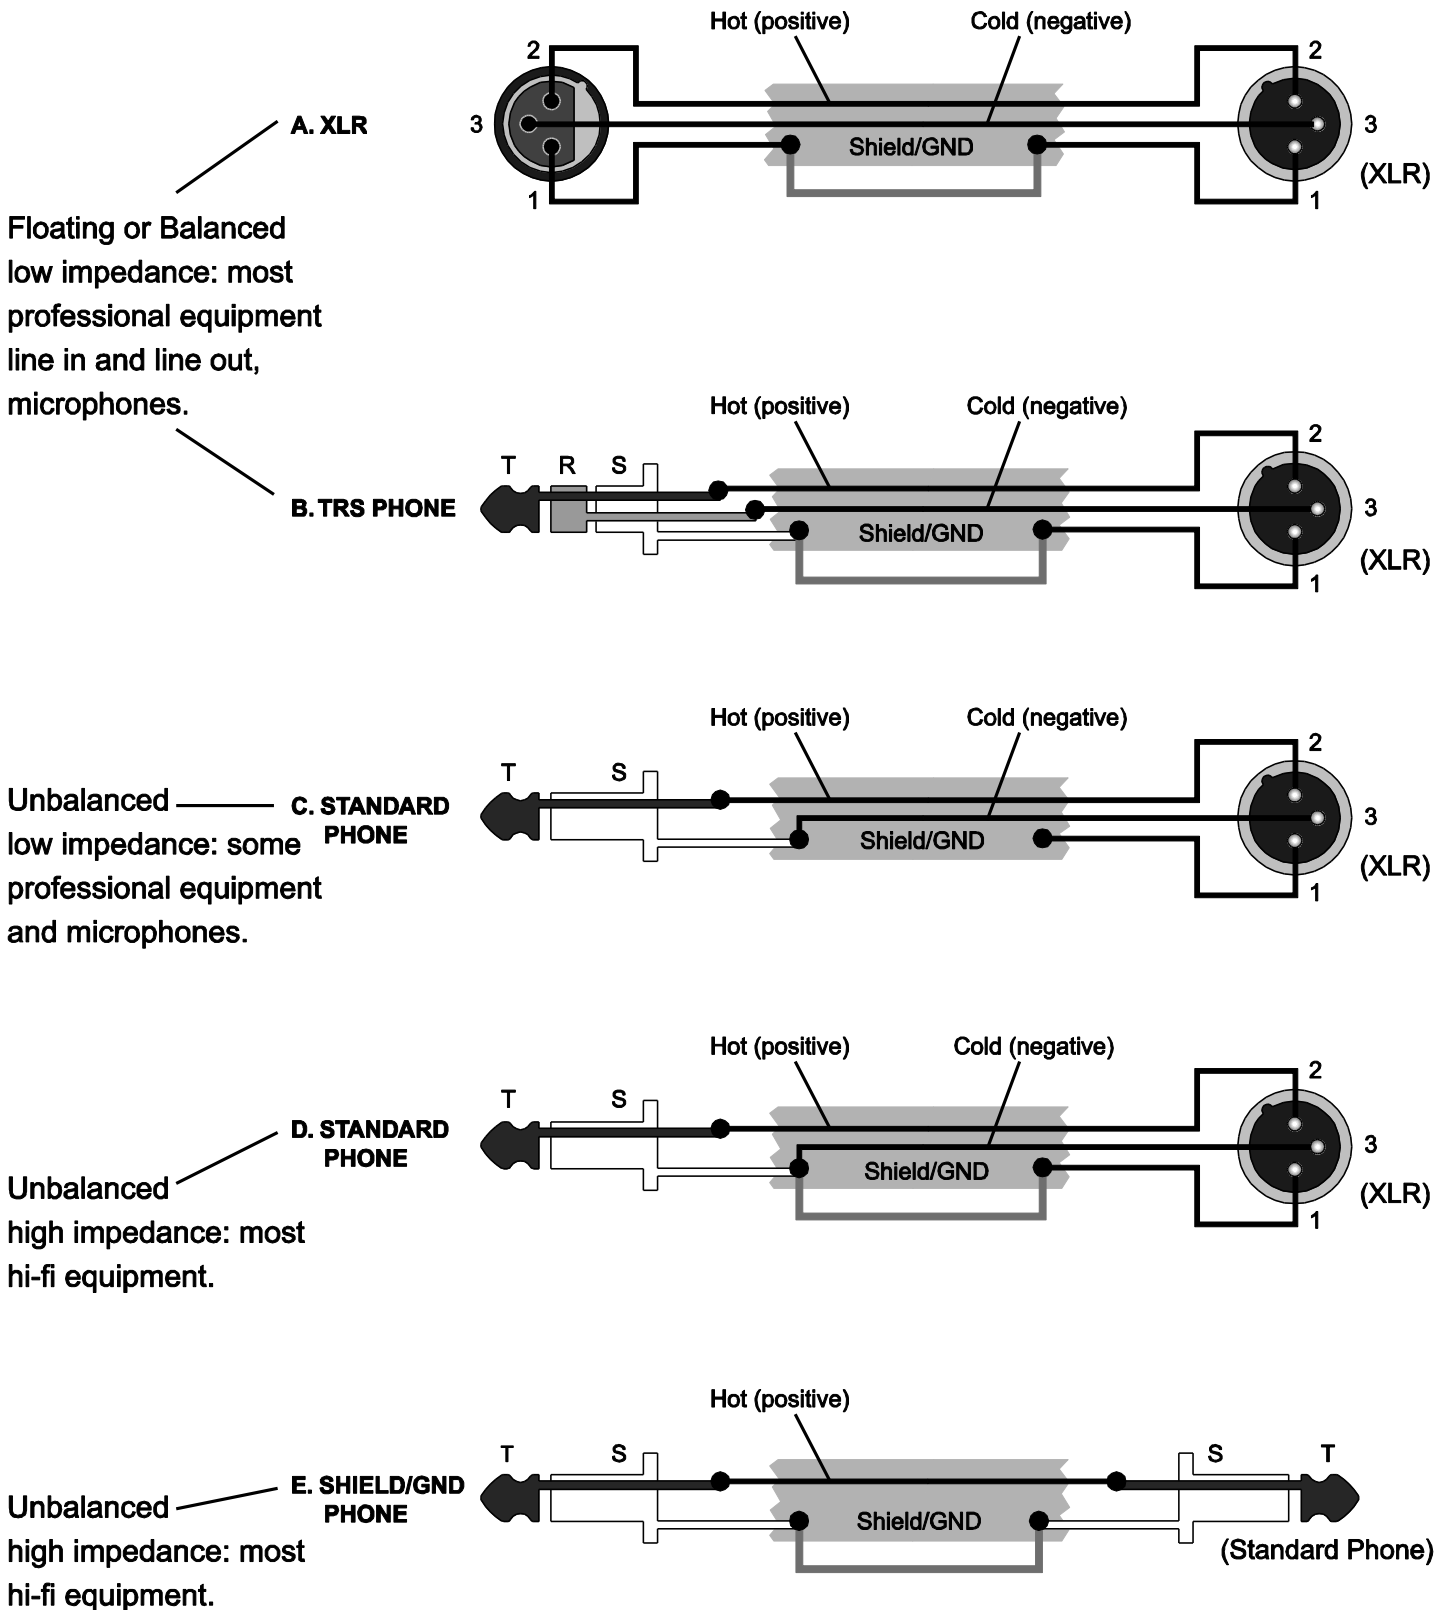 Hot (positive)
Cold (negative)
2
2
A. XLR
3
Shield/GND
3
(XLR)
1
1
Floating or Balanced
low impedance: most
professional equipment
line in and line out,
microphones.
Hot (positive)
Cold (negative)
2
T R S
B. TRS PHONE
Shield/GND
3
(XLR)
1
Hot (positive)
Cold (negative)
2
T S
Unbalanced
low impedance: some
professional equipment
and microphones.
C. STANDARD
PHONE
Shield/GND
3
(XLR)
1
Hot (positive)
Cold (negative)
2
T S
D. STANDARD
PHONE
Shield/GND
3
(XLR)
1
Unbalanced
high impedance: most
hi-fi equipment.
Hot (positive)
T S
S T
E. SHIELD/GND
PHONE
Shield/GND
(Standard Phone)
Unbalanced
high impedance: most
hi-fi equipment.